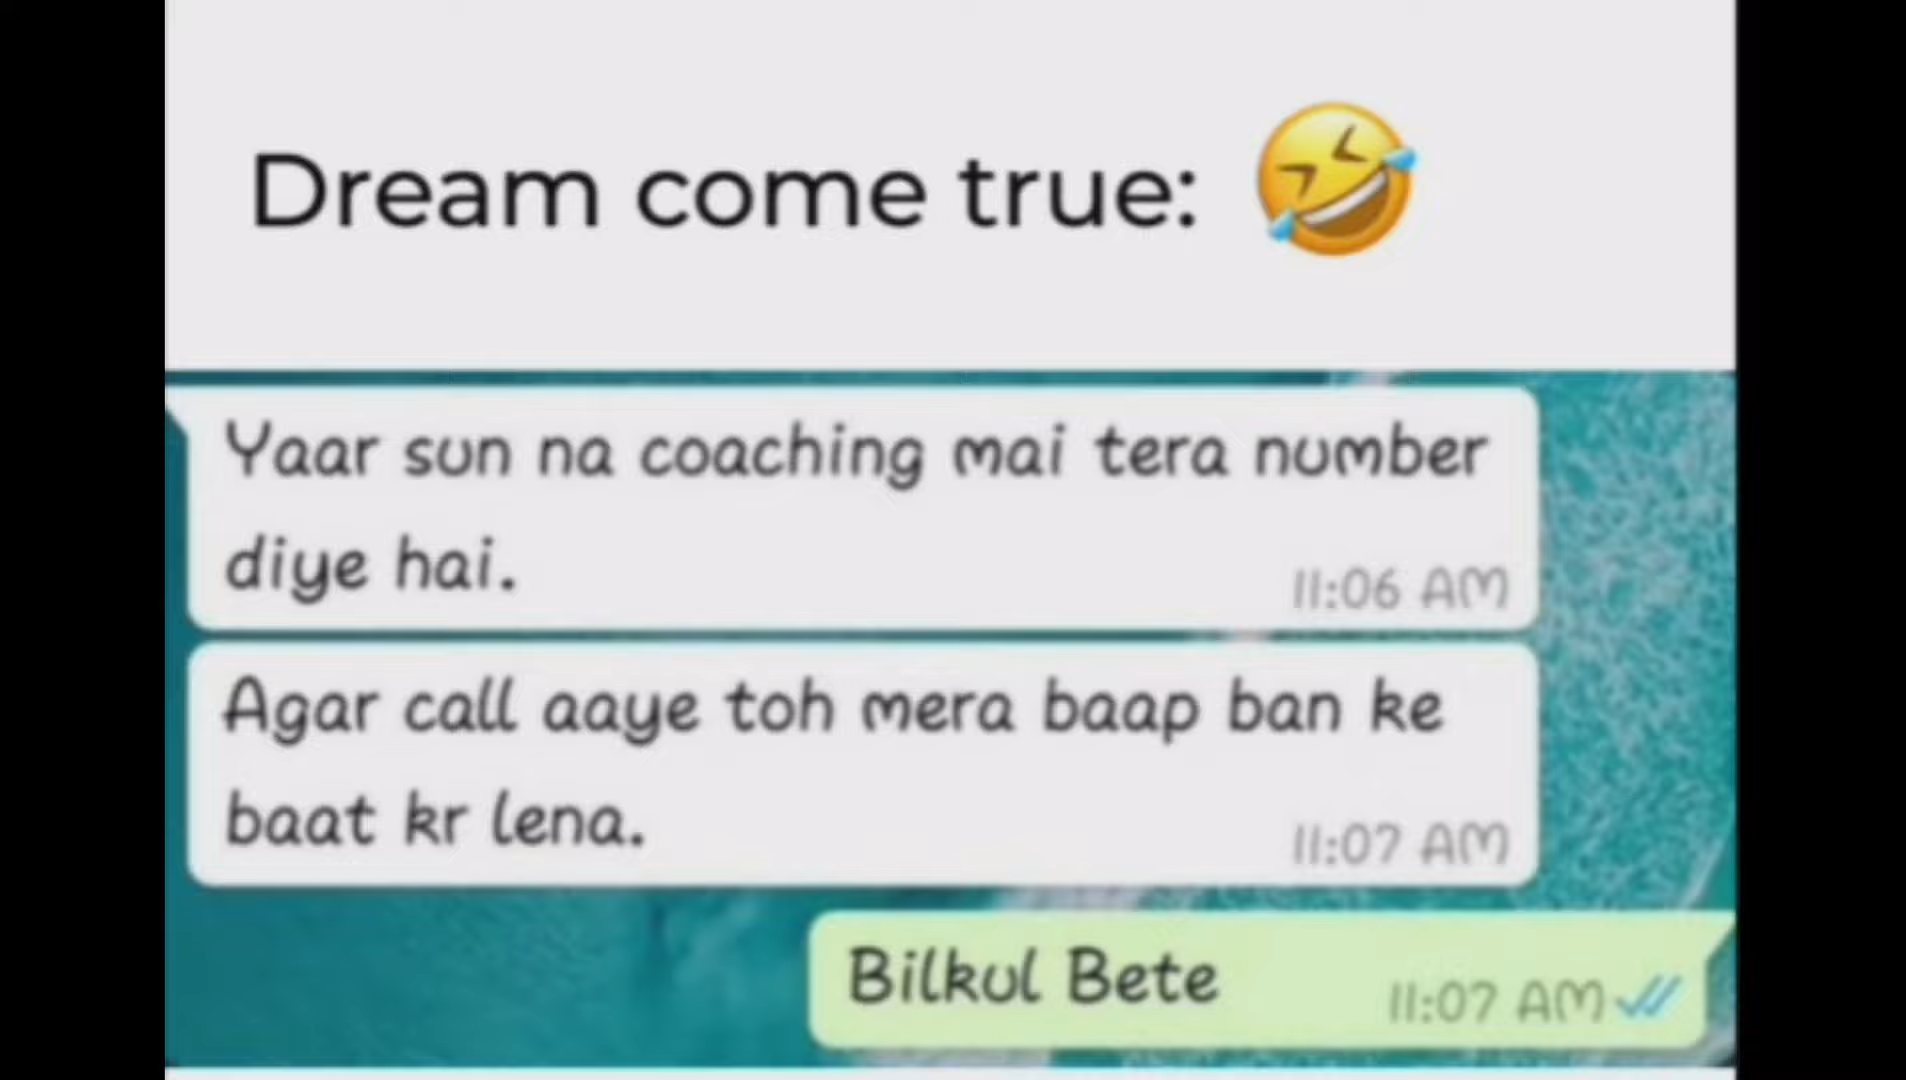 Dream come true: 🤣
Yaar sun na coaching mai tera number
diye hai.
11:06 AM
Agar call aaye toh mera baap ban ke
baat kr lena.
11:07 AM
Bilkul Bete
11:07 AM